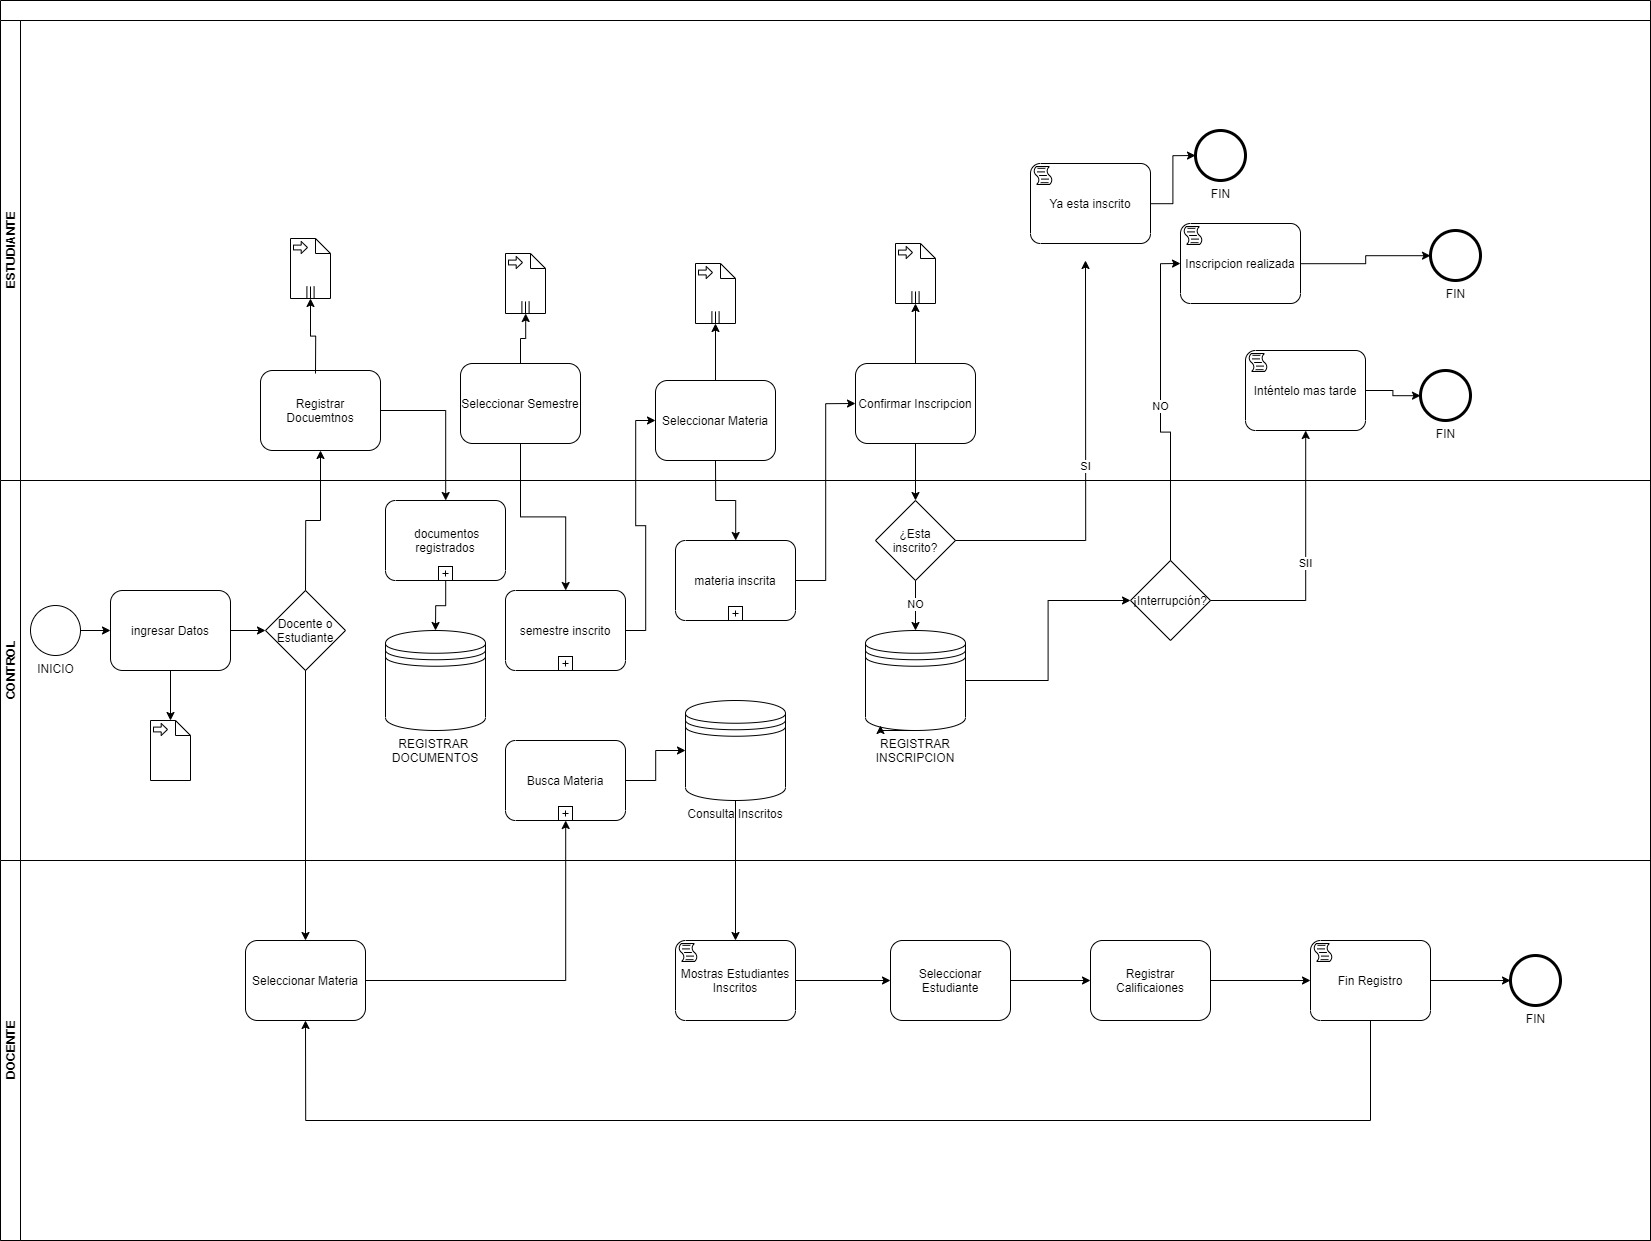 ESTUDIANTE
Ya esta inscrito
FIN
Inscripcion realizada
FIN
Inténtelo mas tarde
FIN
Registrar
Docuemtnos
Seleccionar Semestre
Seleccionar Materia
Confirmar Inscripcion
NO
SI
CONTROL
INICIO
ingresar Datos
Docente o
Estudiante
documentos
registrados
REGISTRAR
DOCUMENTOS
semestre inscrito
materia inscrita
¿Esta
inscrito?
NO
REGISTRAR
INSCRIPCION
¡Interrupción?
SII
Busca Materia
Consulta Inscritos
DOCENTE
Seleccionar Materia
Mostras Estudiantes
Inscritos
Seleccionar
Estudiante
Registrar
Calificaiones
Fin Registro
FIN